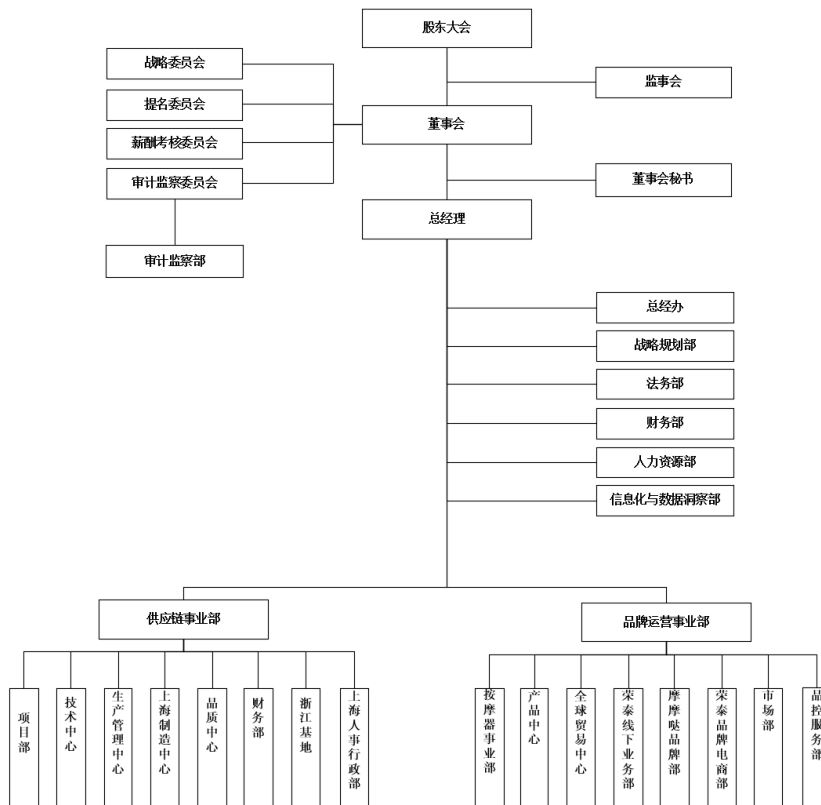 股东大会
战略委员会
监事会
提名委员会
董事会
薪酬考核委员会
审计监察委员会
董事会秘书
总经理
审计监察部
总经办
战略规划部
法务部
财务部
人力资源部
信息化与数据洞察部
供应链事业部
品牌运营事业部
项目部
技术中心
生产管理中心
上海制造中心
品质中心
财务部
浙江基地
上海人事行政部
按摩器事业部
产品中心
全球贸易中心
荣泰线下业务部
摩摩哒品牌部
荣泰品牌电商部
市场部
品控服务部